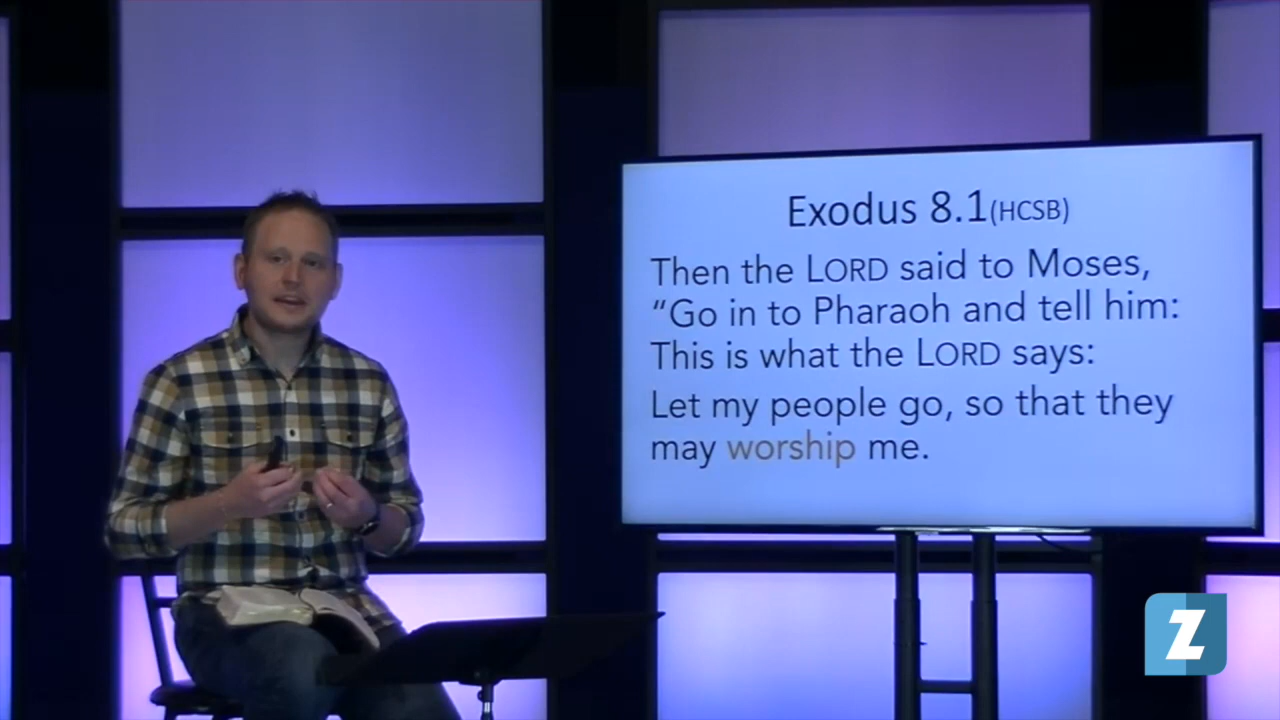 Exodus 8.1(HCSB)
Then the LORD said to Moses,
“Go in to Pharaoh and tell him:
This is what the LORD says:
Let my people go, so that they
may worship me.
Z